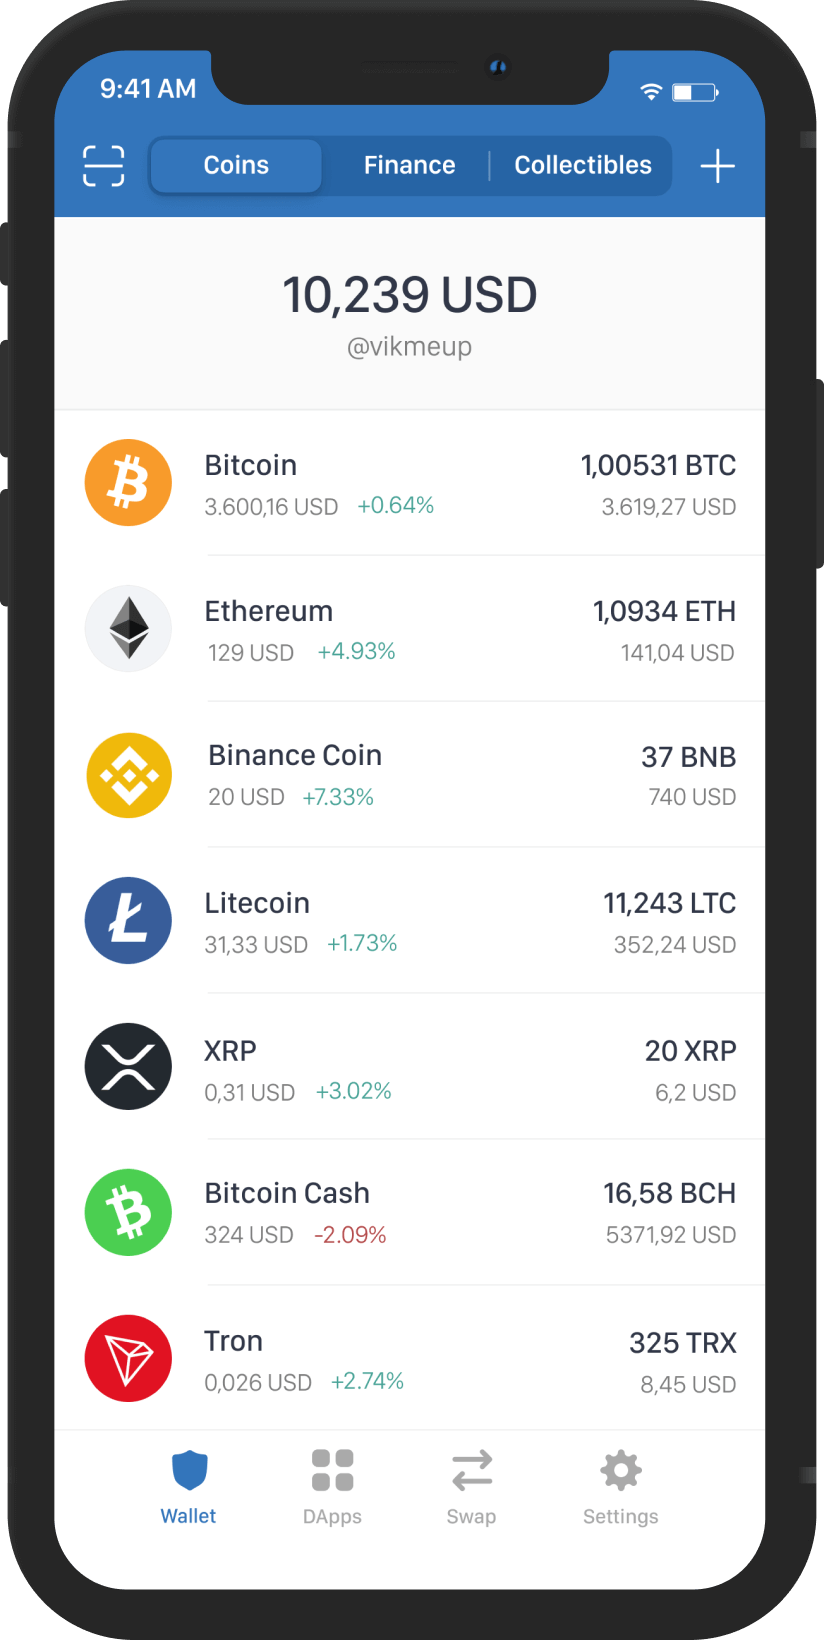 9:41 AM
Coins Finance Collectibles
10,239 USD
@vikmeup
Bitcoin 1,00531 BTC
3.600,16 USD +0.64% 3.619,27 USD
Ethereum 1,0934 ETH
129 USD +4.93% 141,04 USD
Binance Coin 37 BNB
20 USD +7.33% 740 USD
Litecoin 11,243 LTC
31,33 USD +1.73% 352,24 USD
XRP 20 XRP
0,31 USD +3.02% 6,2 USD
Bitcoin Cash 16,58 BCH
324 USD -2.09% 5371,92 USD
Tron 325 TRX
0,026 USD +2.74% 8,45 USD
Wallet DApps Swap Settings